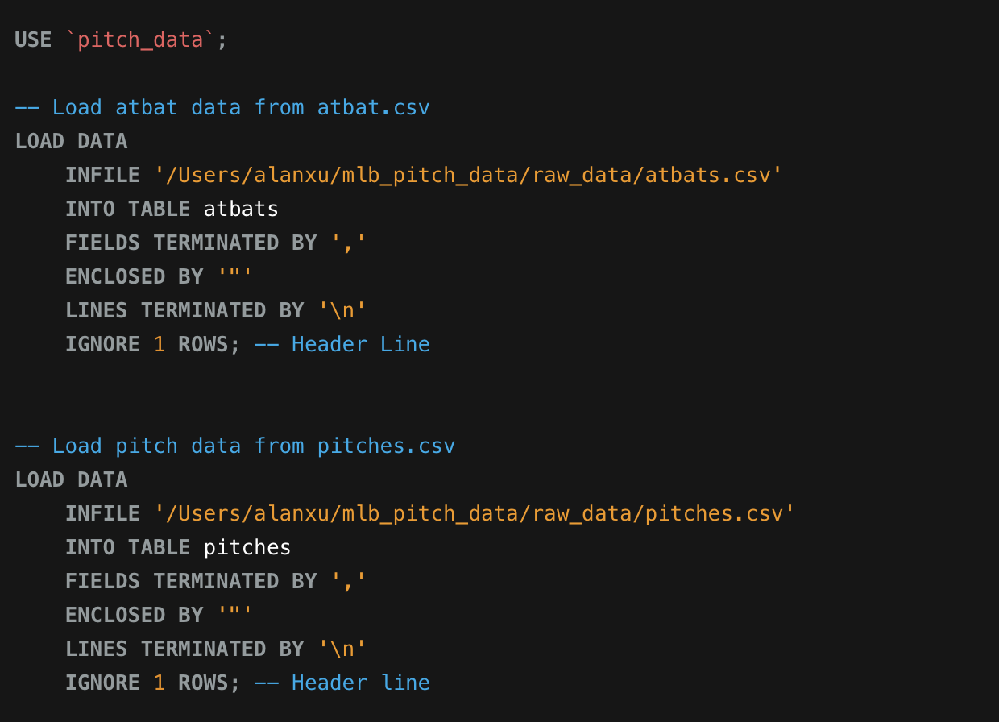 USE `pitch_data`;
-- Load atbat data from atbat.csv
LOAD DATA
INFILE '/Users/alanxu/mlb_pitch_data/raw_data/atbats.csv'
INTO TABLE atbats
FIELDS TERMINATED BY ','
ENCLOSED BY '"'
LINES TERMINATED BY '\n'
IGNORE 1 ROWS; -- Header Line
-- Load pitch data from pitches.csv
LOAD DATA
INFILE '/Users/alanxu/mlb_pitch_data/raw_data/pitches.csv'
INTO TABLE pitches
FIELDS TERMINATED BY ','
ENCLOSED BY '"'
LINES TERMINATED BY '\n'
IGNORE 1 ROWS; -- Header line